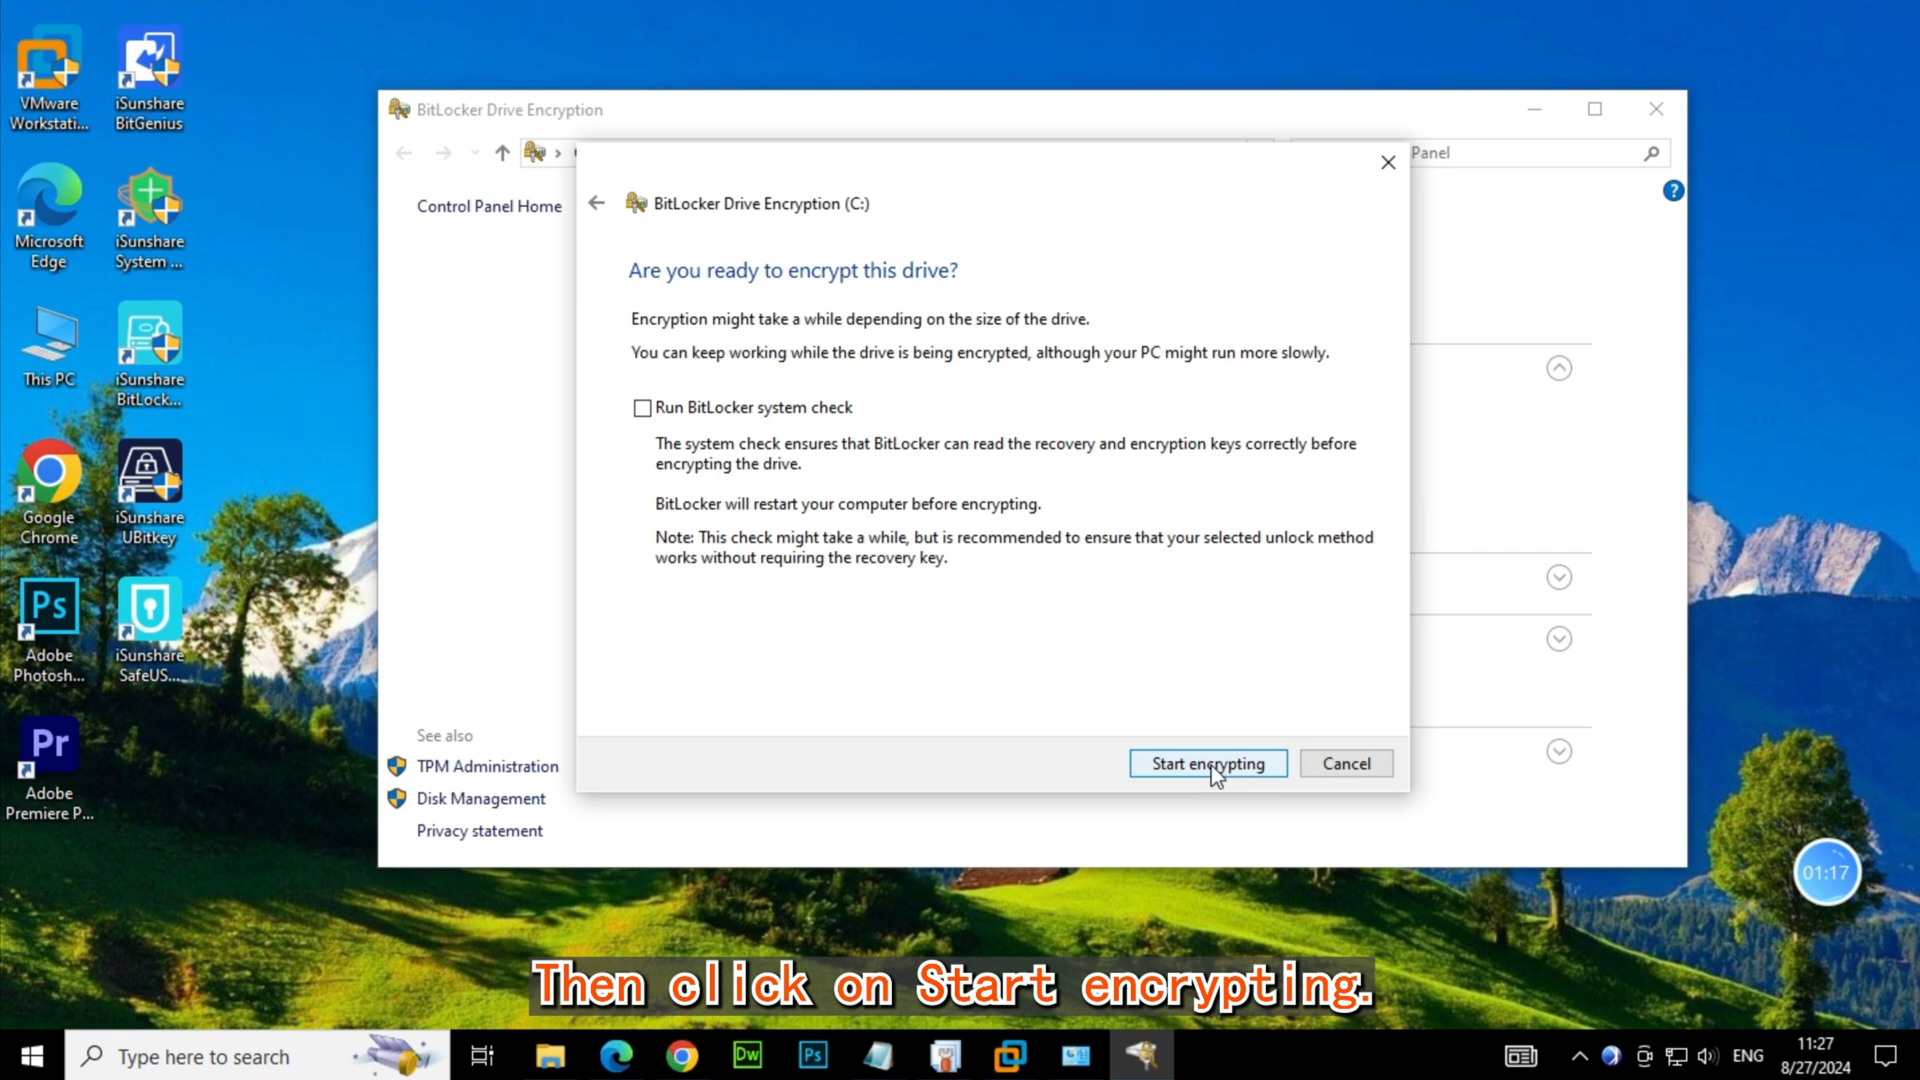 VMware
Workstati...
iSunshare
BitGenius
Microsoft
Edge
iSunshare
System ...
This PC
iSunshare
BitLock...
Google
Chrome
iSunshare
UBitkey
Ps
Adobe
Photosh...
iSunshare
SafeUS...
Pr
Adobe
Premiere P...
BitLocker Drive Encryption
Panel
Control Panel Home
BitLocker Drive Encryption (C:)
Are you ready to encrypt this drive?
Encryption might take a while depending on the size of the drive.
You can keep working while the drive is being encrypted, although your PC might run more slowly.
Run BitLocker system check
The system check ensures that BitLocker can read the recovery and encryption keys correctly before
encrypting the drive.
BitLocker will restart your computer before encrypting.
Note: This check might take a while, but is recommended to ensure that your selected unlock method
works without requiring the recovery key.
Start encrypting
Cancel
See also
TPM Administration
Disk Management
Privacy statement
01:17
Then click on Start encrypting.
Type here to search
Dw
Ps
ENG
11:27
8/27/2024